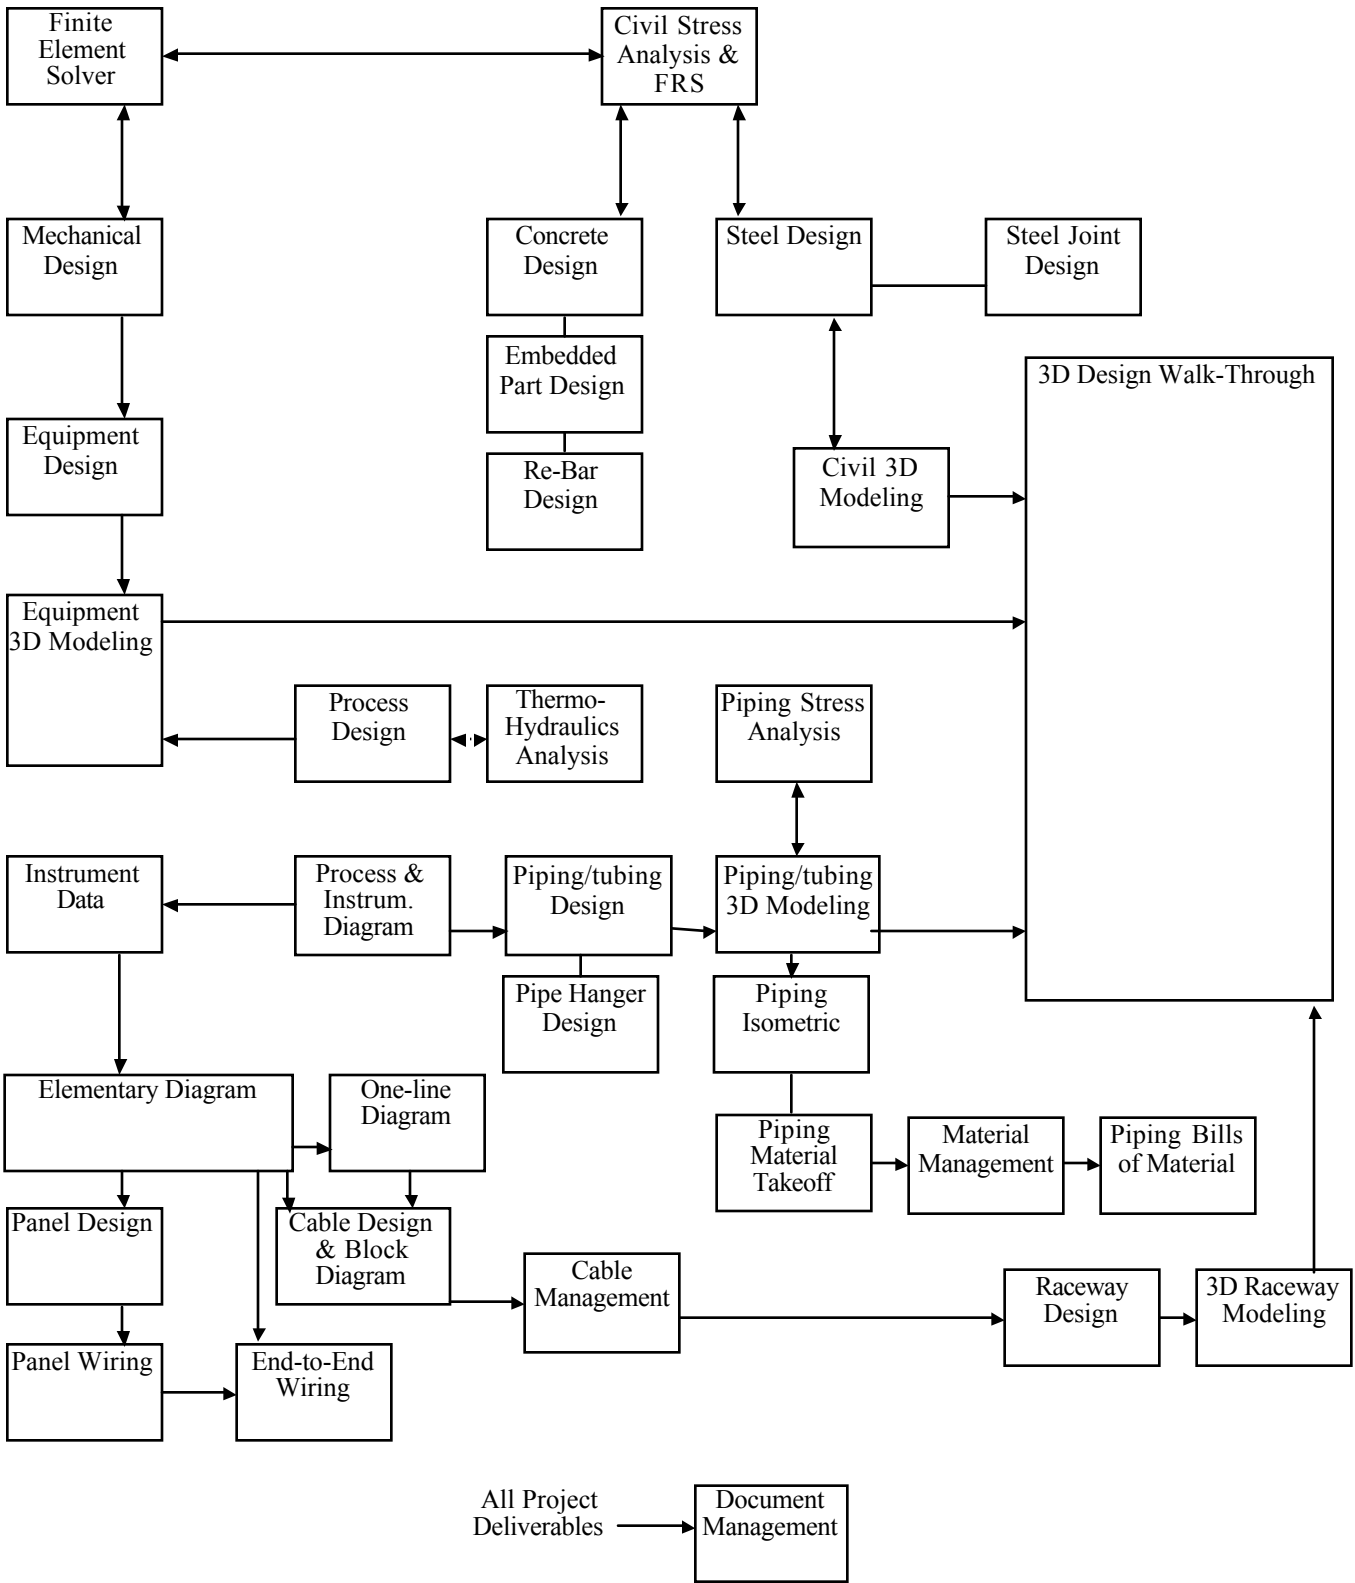 Finite
Element
Solver
Civil Stress
Analysis &
FRS
Mechanical
Design
Concrete
Design
Steel Design
Steel Joint
Design
Embedded
Part Design
3D Design Walk-Through
Equipment
Design
Re-Bar
Design
Civil 3D
Modeling
Equipment
3D Modeling
Process
Design
Thermo-
Hydraulics
Analysis
Piping Stress
Analysis
Instrument
Data
Process &
Instrum.
Diagram
Piping/tubing
Design
Piping/tubing
3D Modeling
Pipe Hanger
Design
Piping
Isometric
Elementary Diagram
One-line
Diagram
Piping
Material
Takeoff
Material
Management
Piping Bills
of Material
Panel Design
Cable Design
& Block
Diagram
Cable
Management
Raceway
Design
3D Raceway
Modeling
Panel Wiring
End-to-End
Wiring
All Project
Deliverables
Document
Management